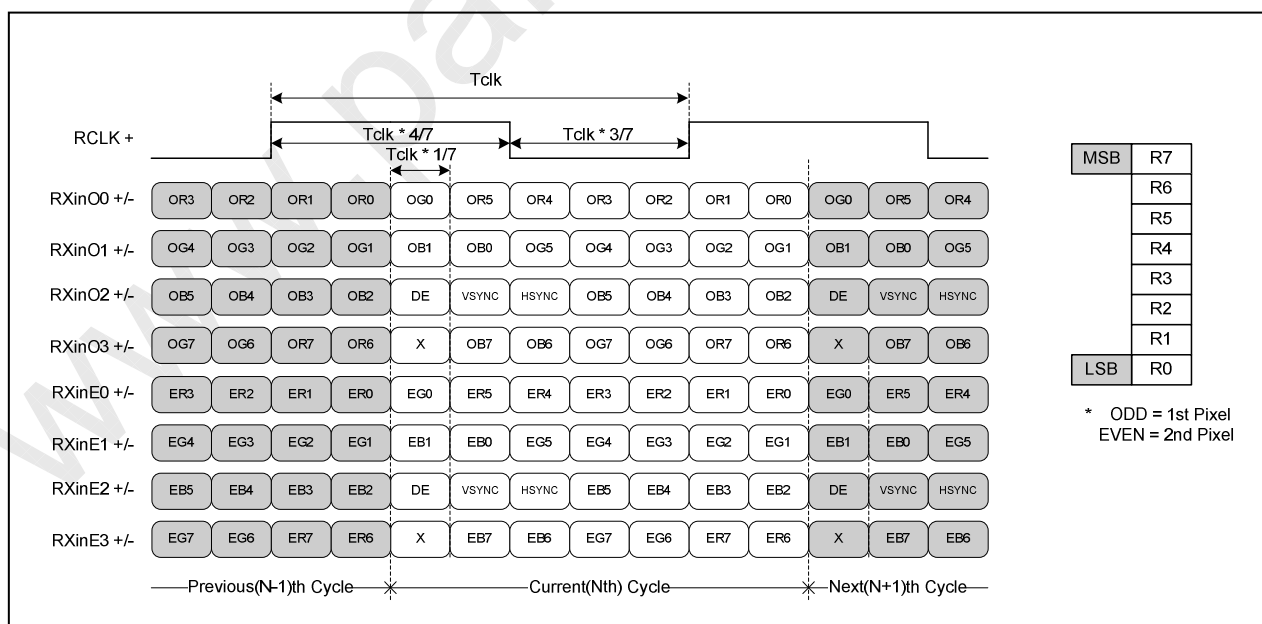 Tclk
RCLK +
Tclk * 4/7
Tclk * 3/7
Tclk * 1/7
RXinO0 +/- OR3 OR2 OR1 OR0 OG0 OR5 OR4 OR3 OR2 OR1 OR0 OG0 OR5 OR4
RXinO1 +/- OG4 OG3 OG2 OG1 OB1 OB0 OG5 OG4 OG3 OG2 OG1 OB1 OB0 OG5
RXinO2 +/- OB5 OB4 OB3 OB2 DE VSYNC HSYNC OB5 OB4 OB3 OB2 DE VSYNC HSYNC
RXinO3 +/- OG7 OG6 OR7 OR6 X OB7 OB6 OG7 OG6 OR7 OR6 X OB7 OB6
RXinE0 +/- ER3 ER2 ER1 ER0 EG0 ER5 ER4 ER3 ER2 ER1 ER0 EG0 ER5 ER4
RXinE1 +/- EG4 EG3 EG2 EG1 EB1 EB0 EG5 EG4 EG3 EG2 EG1 EB1 EB0 EG5
RXinE2 +/- EB5 EB4 EB3 EB2 DE VSYNC HSYNC EB5 EB4 EB3 EB2 DE VSYNC HSYNC
RXinE3 +/- EG7 EG6 ER7 ER6 X EB7 EB6 EG7 EG6 ER7 ER6 X EB7 EB6
Previous(N-1)th Cycle Current(Nth) Cycle Next(N+1)th Cycle
MSB R7
R6
R5
R4
R3
R2
R1
LSB R0
* ODD = 1st Pixel
EVEN = 2nd Pixel
www.pa